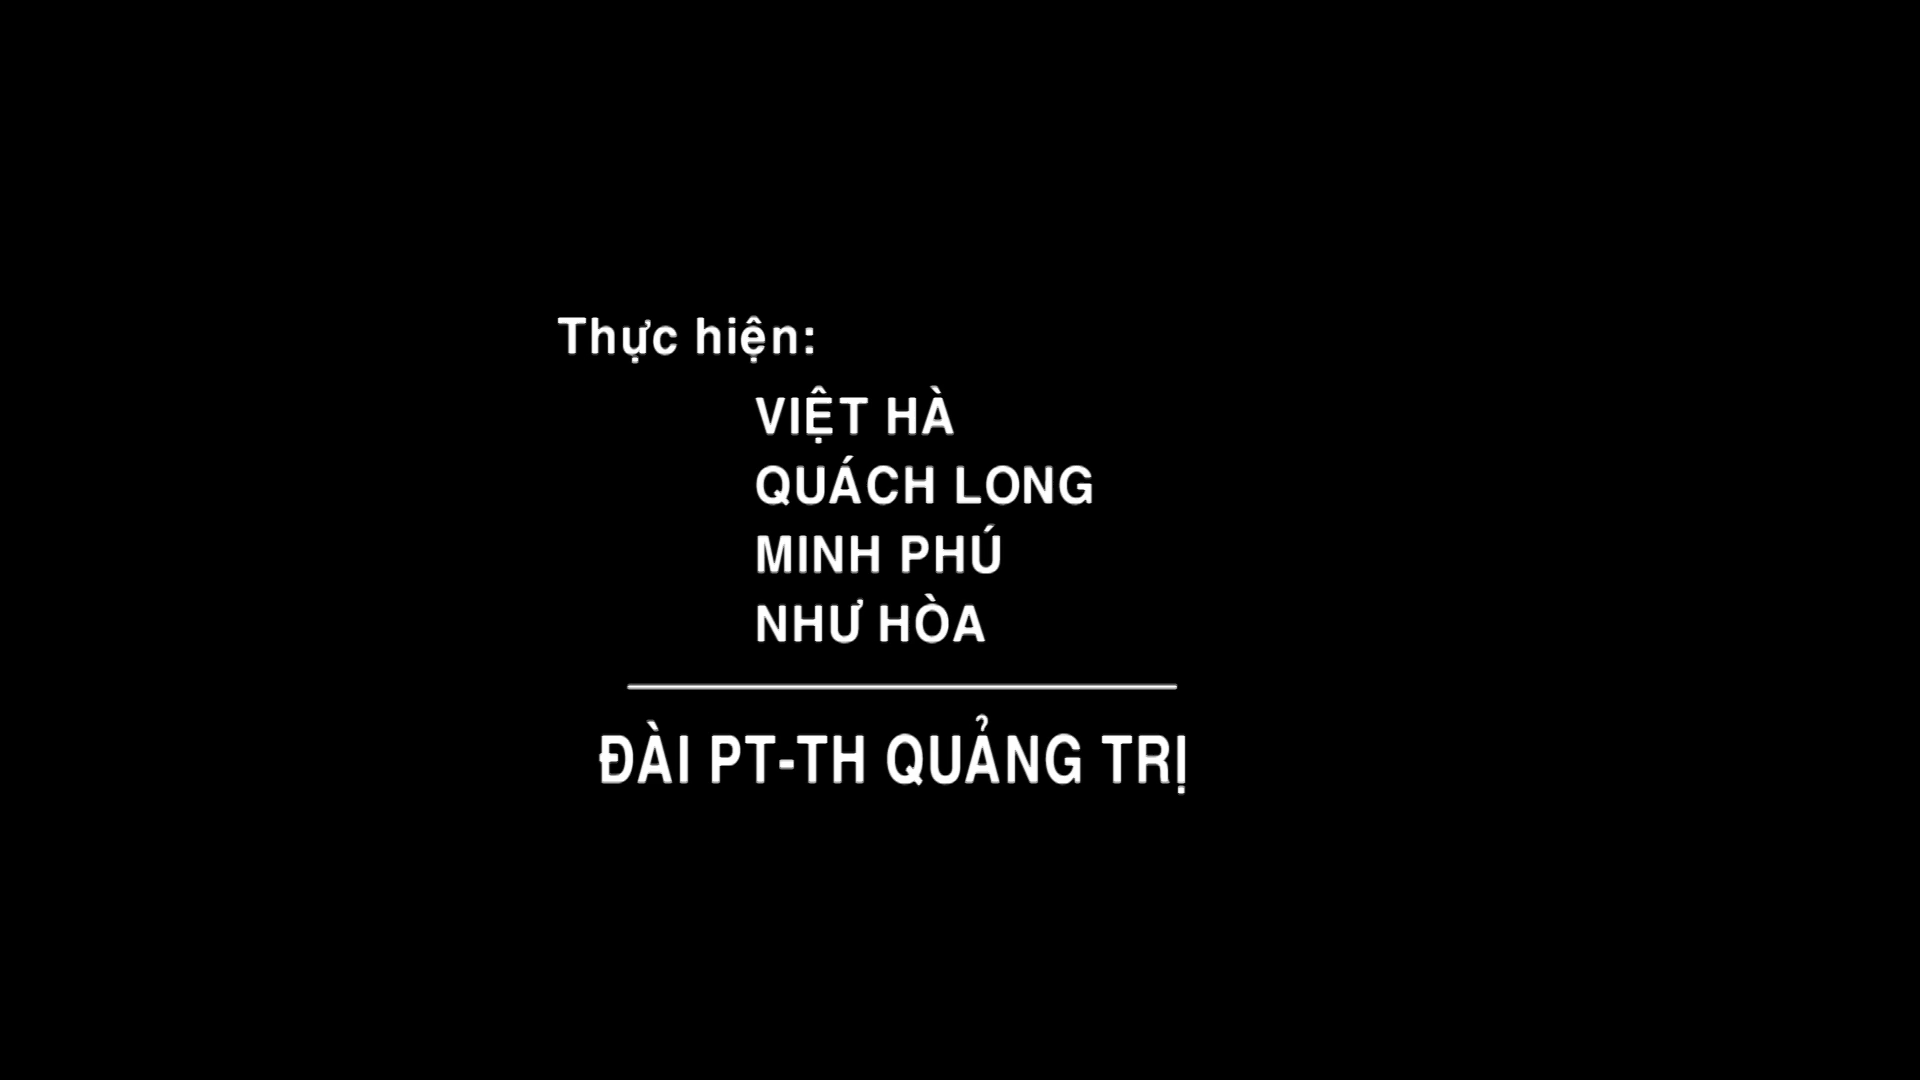 Thực hiện:
VIỆT HÀ
QUÁCH LONG
MINH PHÚ
NHƯ HÒA
ĐÀI PT-TH QUẢNG TRỊ